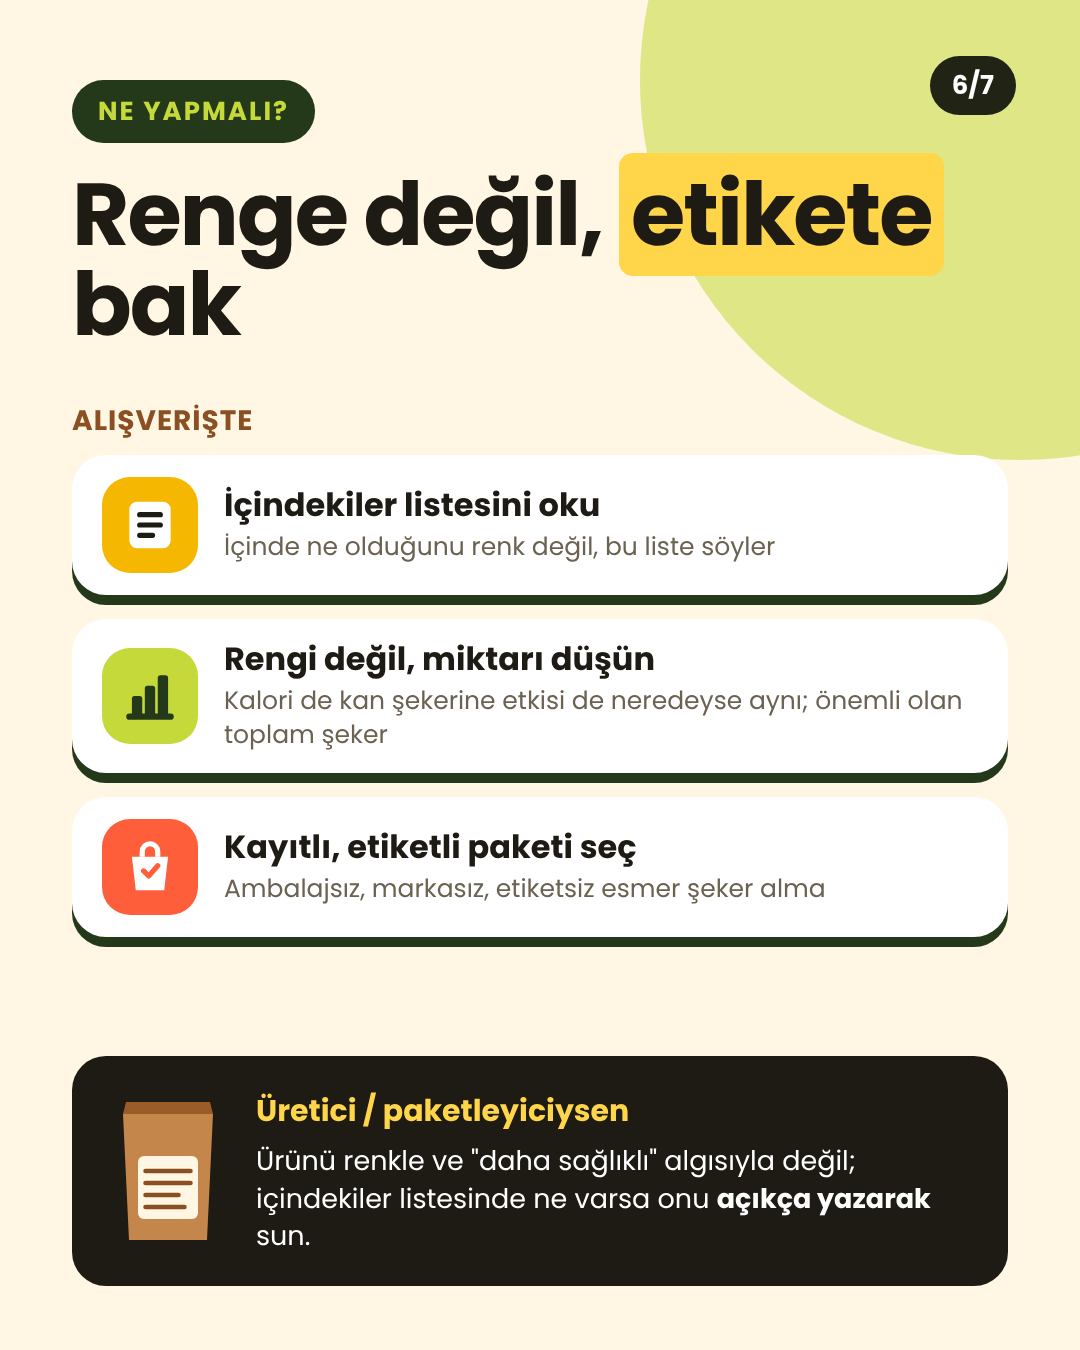 NE YAPMALI?
6/7
Renge değil, etikete
bak
ALIŞVERİŞTE
İçindekiler listesini oku
İçinde ne olduğunu renk değil, bu liste söyler
Rengi değil, miktarı düşün
Kalori de kan şekerine etkisi de neredeyse aynı; önemli olan
toplam şeker
Kayıtlı, etiketli paketi seç
Ambalajsız, markasız, etiketsiz esmer şeker alma
Üretici / paketleyiciysen
Ürünü renkle ve "daha sağlıklı" algısıyla değil;
içindekiler listesinde ne varsa onu açıkça yazarak
sun.